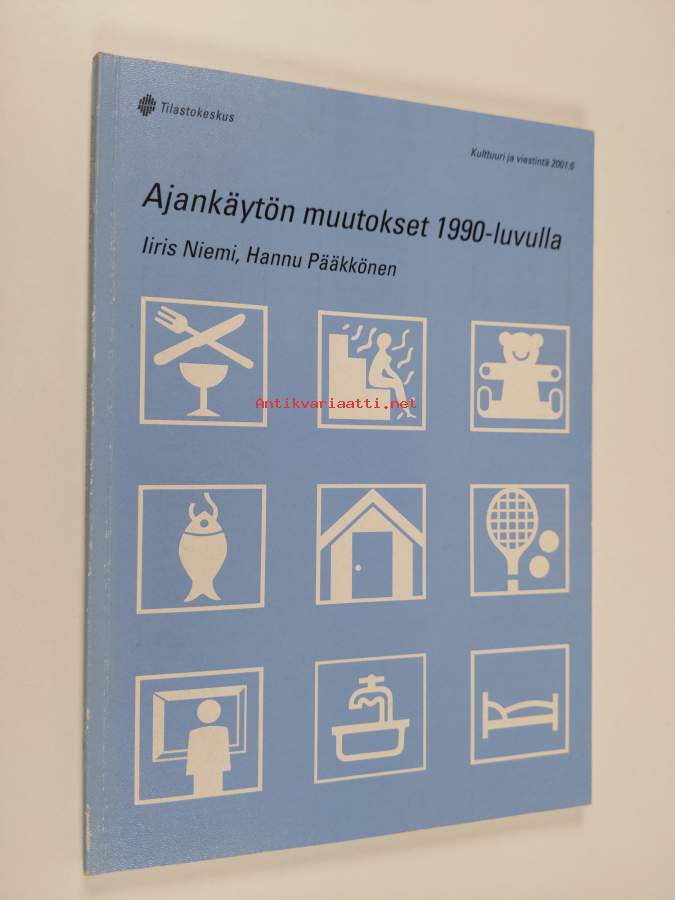 Tilastokeskus
Kulttuuri ja viestintä 2001:6
Ajankäytön muutokset 1990-luvulla
Iiris Niemi, Hannu Pääkkönen
Antikvariaatti.net